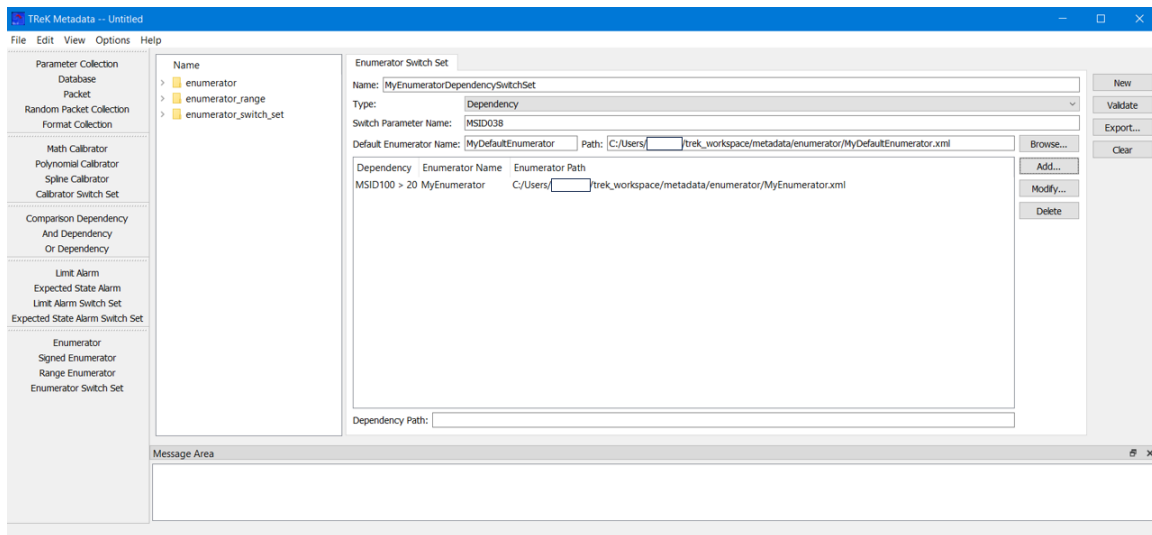 TReK Metadata -- Untitled
File Edit View Options Help
Parameter Collection
Database
Packet
Random Packet Collection
Format Collection
Math Calibrator
Polynomial Calibrator
Spline Calibrator
Calibrator Switch Set
Comparison Dependency
And Dependency
Or Dependency
Limit Alarm
Expected State Alarm
Limit Alarm Switch Set
Expected State Alarm Switch Set
Enumerator
Signed Enumerator
Range Enumerator
Enumerator Switch Set
Name
enumerator
enumerator_range
enumerator_switch_set
Enumerator Switch Set
Name: MyEnumeratorDependencySwitchSet
Type: Dependency
Switch Parameter Name: MSID038
Default Enumerator Name: MyDefaultEnumerator Path: C:/Users/ /trek_workspace/metadata/enumerator/MyDefaultEnumerator.xml Browse...
Dependency Enumerator Name Enumerator Path
MSID100 > 20 MyEnumerator C:/Users/ /trek_workspace/metadata/enumerator/MyEnumerator.xml
Add...
Modify...
Delete
Dependency Path:
New
Validate
Export...
Clear
Message Area